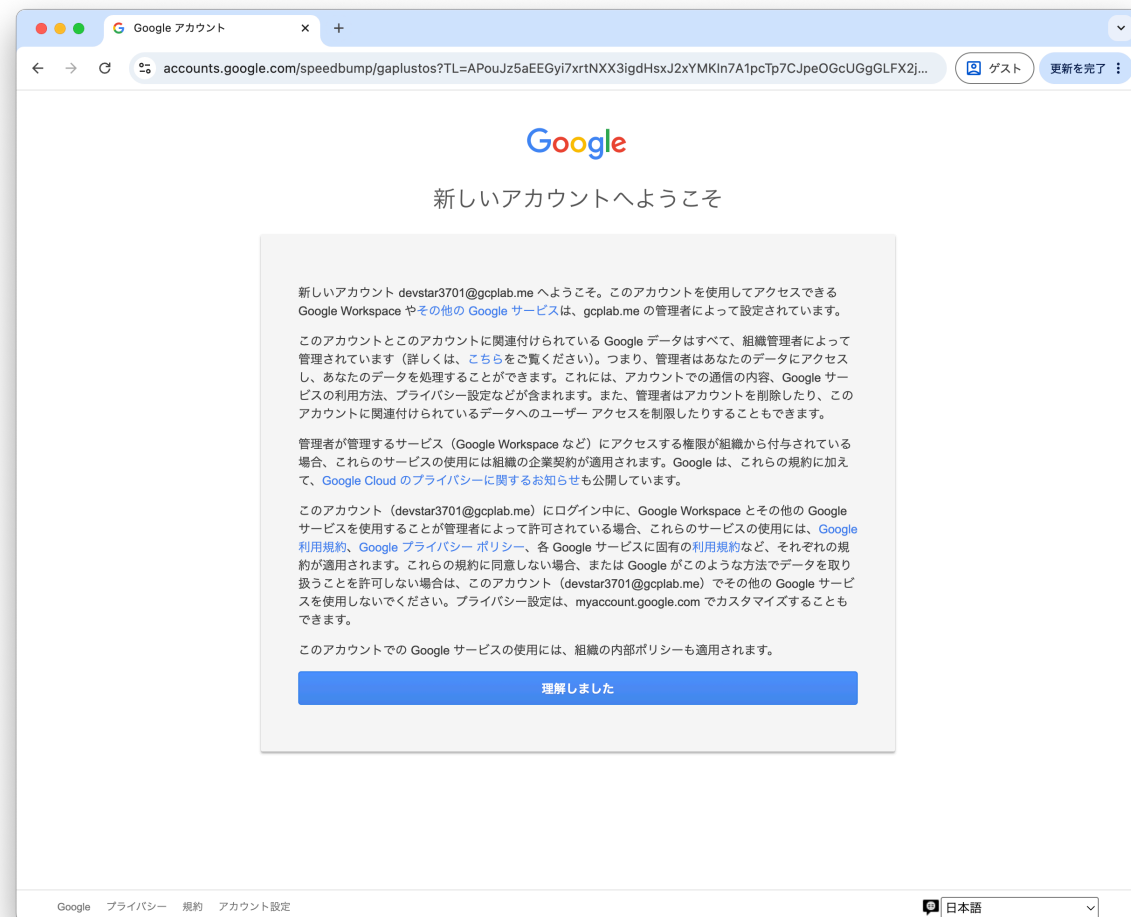 Google アカウント
accounts.google.com/speedbump/gaplustos?TL=APouJz5aEEGyi7xrtNXX3igdHsxJ2xYMKIn7A1pcTp7CJpeOGcUGgGLFX2j...
ゲスト
更新を完了
Google
新しいアカウントへようこそ
新しいアカウント devstar3701@gcplab.me へようこそ。このアカウントを使用してアクセスできる
Google Workspace やその他の Google サービスは、gcplab.me の管理者によって設定されています。
このアカウントとこのアカウントに関連付けられている Google データはすべて、組織管理者によって
管理されています（詳しくは、こちらをご覧ください）。つまり、管理者はあなたのデータにアクセス
し、あなたのデータを処理することができます。これには、アカウントでの通信の内容、Google サー
ビスの利用方法、プライバシー設定などが含まれます。また、管理者はアカウントを削除したり、この
アカウントに関連付けられているデータへのユーザー アクセスを制限したりすることもできます。
管理者が管理するサービス（Google Workspace など）にアクセスする権限が組織から付与されている
場合、これらのサービスの使用には組織の企業契約が適用されます。Google は、これらの規約に加え
て、Google Cloud のプライバシーに関するお知らせも公開しています。
このアカウント（devstar3701@gcplab.me）にログイン中に、Google Workspace とその他の Google
サービスを使用することが管理者によって許可されている場合、これらのサービスの使用には、Google
利用規約、Google プライバシー ポリシー、各 Google サービスに固有の利用規約など、それぞれの規
約が適用されます。これらの規約に同意しない場合、または Google がこのような方法でデータを取り
扱うことを許可しない場合は、このアカウント（devstar3701@gcplab.me）でその他の Google サービ
スを使用しないでください。プライバシー設定は、myaccount.google.com でカスタマイズすることも
できます。
このアカウントでの Google サービスの使用には、組織の内部ポリシーも適用されます。
理解しました
Google プライバシー 規約 アカウント設定
日本語